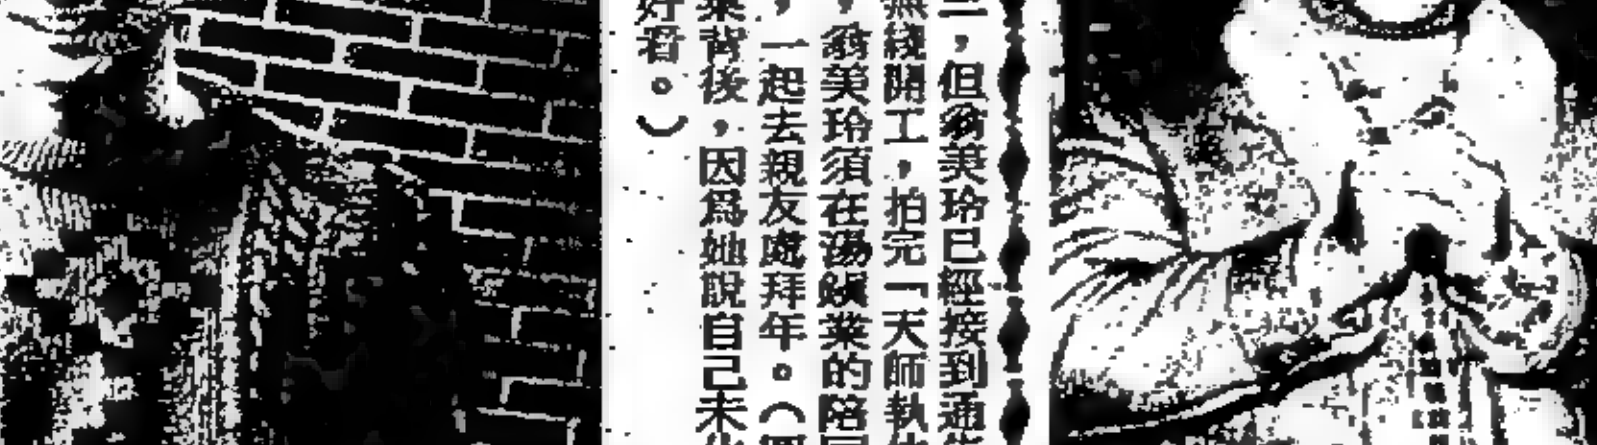 ，但翁美玲已經接到通
無綫開工，拍完「天師執
，翁美玲須在湯鎮業的陪同
，一起去親友處拜年。（
業背後，因爲她說自己未化
好看。）